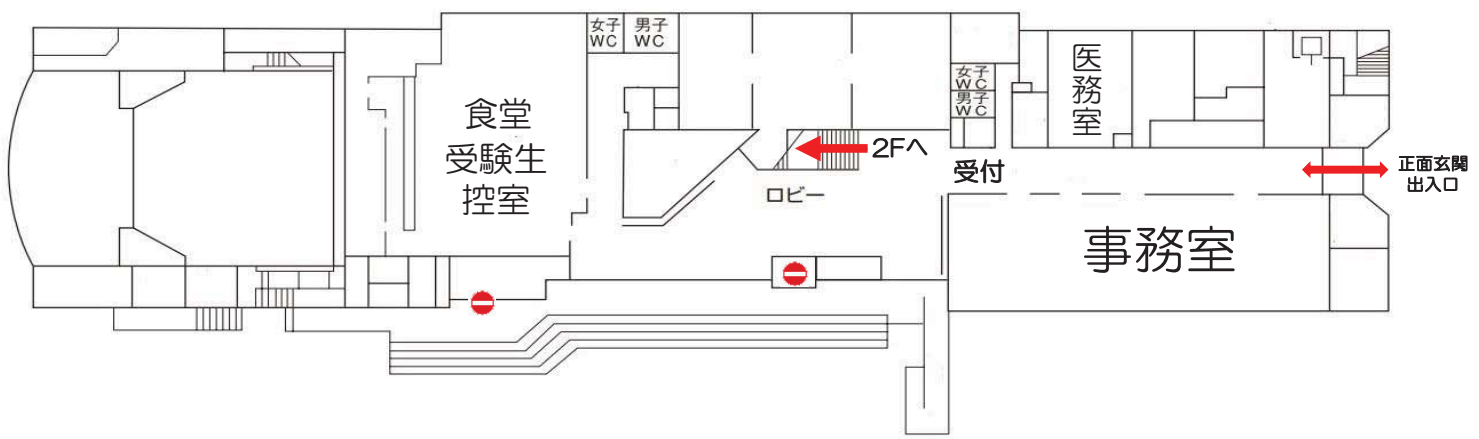 女子
WC
男子
WC
食堂
受験生
控室
2Fへ
ロビー
女子
WC
男子
WC
受付
医務室
事務室
正面玄関
出入口